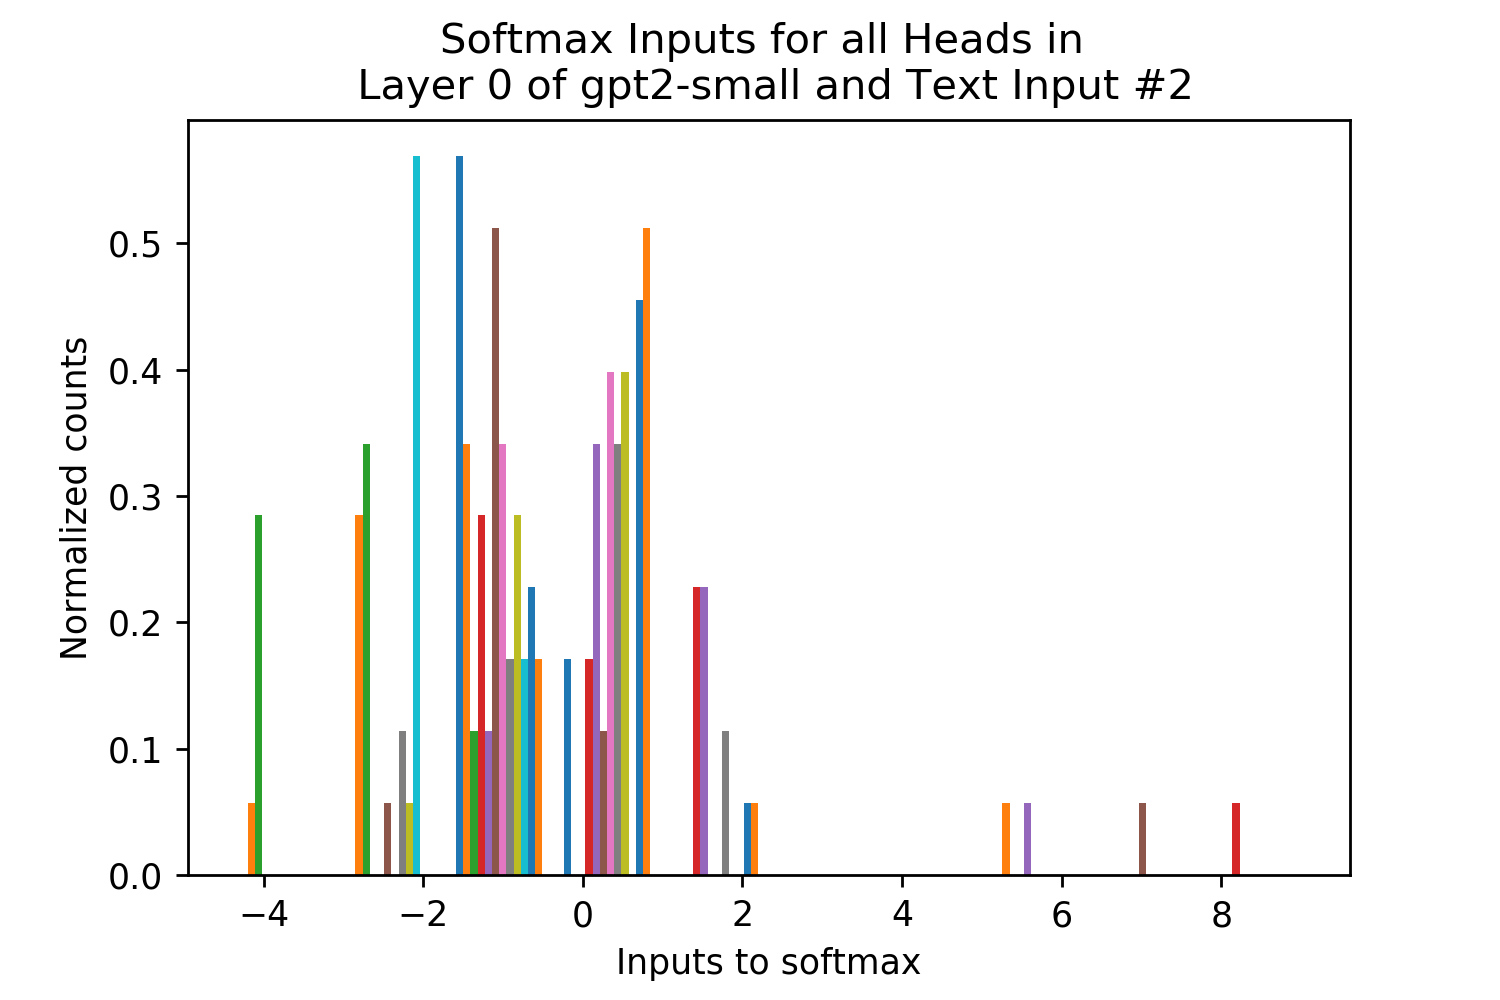 Softmax Inputs for all Heads in
Layer 0 of gpt2-small and Text Input #2
0.5
0.4
0.3
0.2
0.1
0.0
Normalized counts
−4 −2 0 2 4 6 8
Inputs to softmax